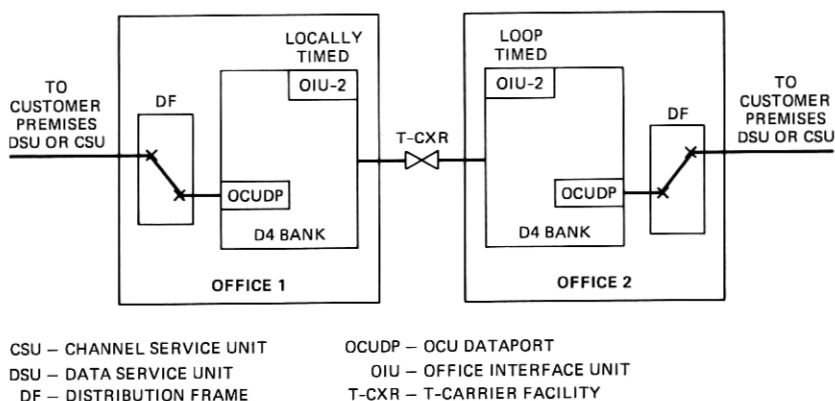 LOCALLY
TIMED
LOOP
TIMED
TO
CUSTOMER
PREMISES
DSU OR CSU
DF
OIU-2
T-CXR
OIU-2
DF
TO
CUSTOMER
PREMISES
DSU OR CSU
OCUDP
OCUDP
D4 BANK
D4 BANK
OFFICE 1
OFFICE 2
CSU – CHANNEL SERVICE UNIT
DSU – DATA SERVICE UNIT
DF – DISTRIBUTION FRAME
OCUDP – OCU DATAPORT
OIU – OFFICE INTERFACE UNIT
T-CXR – T-CARRIER FACILITY